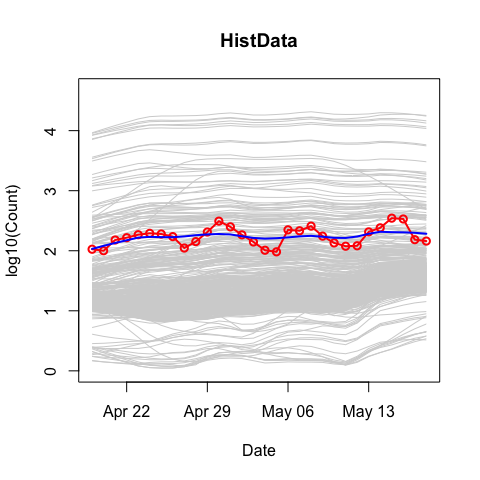 HistData
log10(Count)
4
3
2
1
0
Apr 22
Apr 29
May 06
May 13
Date